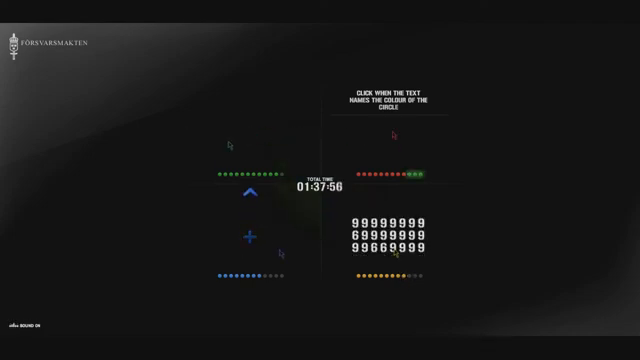 FÖRSVARSMAKTEN
CLICK WHEN THE TEXT
NAMES THE COLOUR OF THE
CIRCLE
TOTAL TIME
01:37:56
99999999
69999999
99669999
SOUND ON